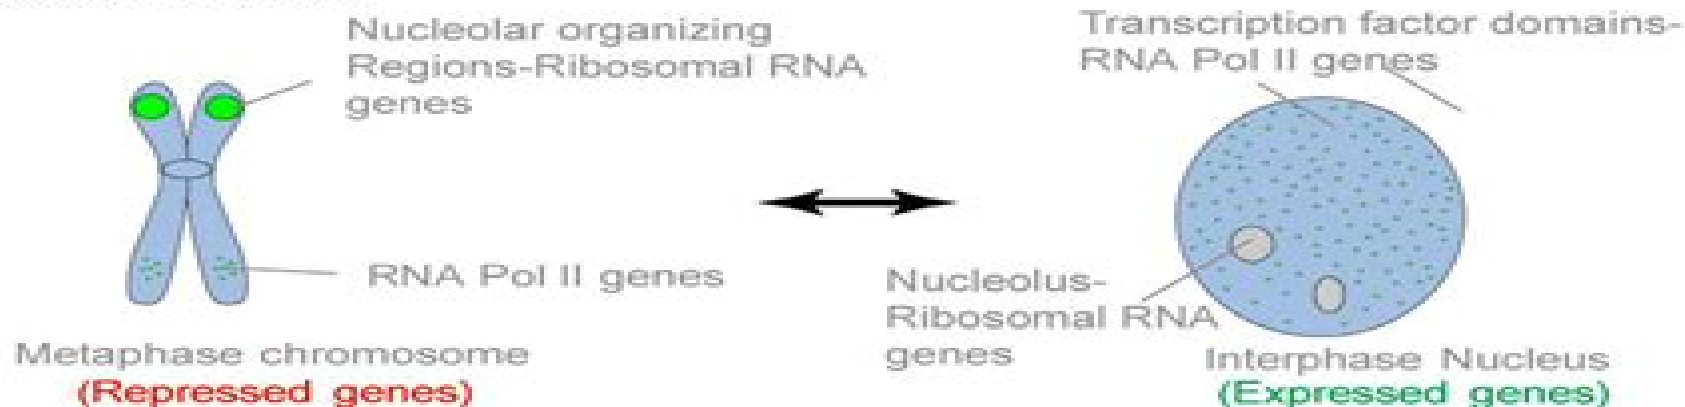 Nucleolar organizing
Regions-Ribosomal RNA
genes
RNA Pol II genes
Metaphase chromosome
(Repressed genes)
Transcription factor domains-
RNA Pol II genes
Nucleolus-
Ribosomal RNA
genes
Interphase Nucleus
(Expressed genes)